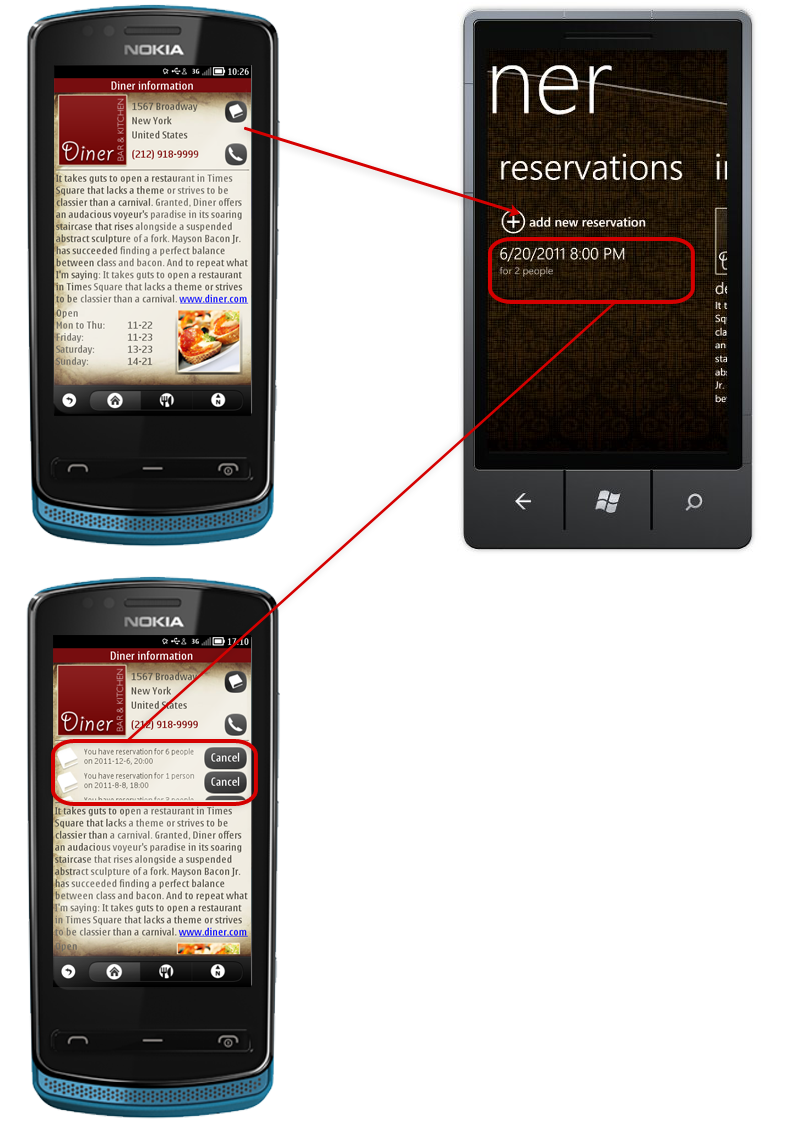 NOKIA
3G 10:26
Diner information
Diner
BAR & KITCHEN
1567 Broadway
New York
United States
(212) 918-9999
It takes guts to open a restaurant in Times
Square that lacks a theme or strives to be
classier than a carnival. Granted, Diner offers
an audacious voyeur's paradise in its soaring
staircase that rises alongside a suspended
abstract sculpture of a fork. Mayson Bacon Jr.
has succeeded finding a perfect balance
between class and bacon. And to repeat what
I'm saying: It takes guts to open a restaurant
in Times Square that lacks a theme or strives
to be classier than a carnival. www.diner.com
Open
Mon to Thu: 11-22
Friday: 11-23
Saturday: 13-23
Sunday: 14-21
N
ner
reservations
add new reservation
6/20/2011 8:00 PM
for 2 people
de
It t
Sq
cla
an
sta
abs
Jr.
be
NOKIA
3G 17:10
Diner information
Diner
BAR & KITCHEN
1567 Broadway
New York
United States
(212) 918-9999
You have reservation for 6 people
on 2011-12-6, 20:00
Cancel
You have reservation for 1 person
on 2011-8-8, 18:00
Cancel
You have reservation for 3 people
It takes guts to open a restaurant in Times
Square that lacks a theme or strives to be
classier than a carnival. Granted, Diner offers
an audacious voyeur's paradise in its soaring
staircase that rises alongside a suspended
abstract sculpture of a fork. Mayson Bacon Jr.
has succeeded finding a perfect balance
between class and bacon. And to repeat what
I'm saying: It takes guts to open a restaurant
in Times Square that lacks a theme or strives
to be classier than a carnival. www.diner.com
Open
N